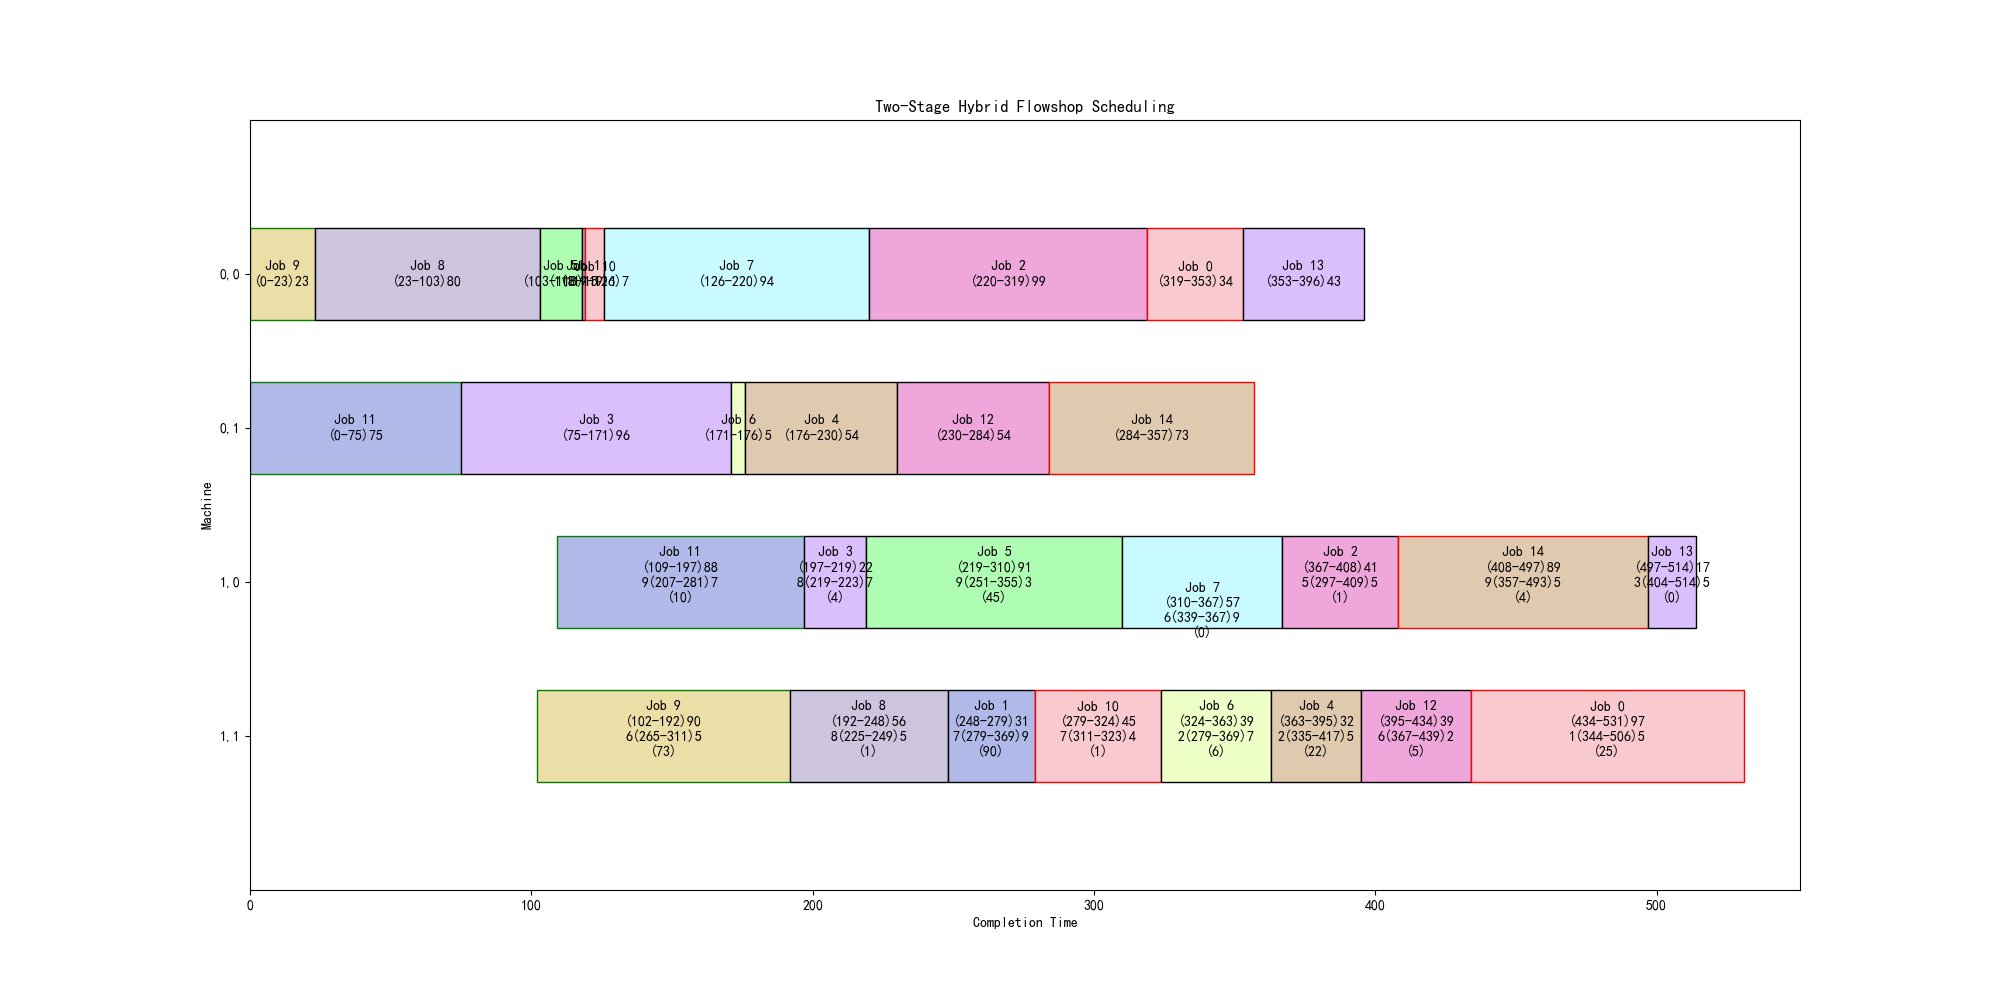 Two-Stage Hybrid Flowshop Scheduling
0,0
Job 9
(0-23)23
Job 8
(23-103)80
Job 7
(126-220)94
Job 2
(220-319)99
Job 0
(319-353)34
Job 13
(353-396)43
0,1
Job 11
(0-75)75
Job 3
(75-171)96
Job 6
(171-176)5
Job 4
(176-230)54
Job 12
(230-284)54
Job 14
(284-357)73
Machine
1,0
Job 11
(109-197)88
9(207-281)7
(10)
Job 3
(197-219)22
8(219-223)7
(4)
Job 5
(219-310)91
9(251-355)3
(45)
Job 7
(310-367)57
6(339-367)9
(0)
Job 2
(367-408)41
5(297-409)5
(1)
Job 14
(408-497)89
9(357-493)5
(4)
Job 13
(497-514)17
3(404-514)5
(0)
1,1
Job 9
(102-192)90
6(265-311)5
(73)
Job 8
(192-248)56
8(225-249)5
(1)
Job 1
(248-279)31
7(279-369)9
(90)
Job 10
(279-324)45
7(311-323)4
(1)
Job 6
(324-363)39
2(279-369)7
(6)
Job 4
(363-395)32
2(335-417)5
(22)
Job 12
(395-434)39
6(367-439)2
(5)
Job 0
(434-531)97
1(344-506)5
(25)
0
100
200
300
400
500
Completion Time